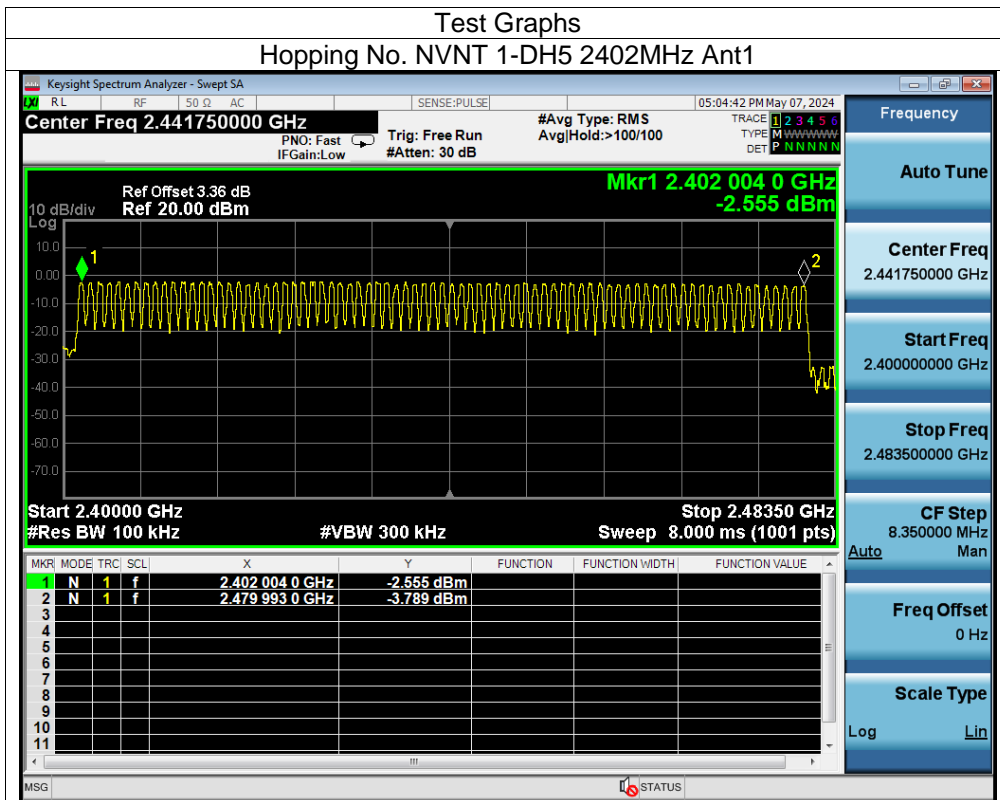 Test Graphs
Hopping No. NVNT 1-DH5 2402MHz Ant1
Keysight Spectrum Analyzer - Swept SA
LXI RL RF 50 Ω AC SENSE:PULSE 05:04:42 PM May 07, 2024
Center Freq 2.441750000 GHz
PNO: Fast
IFGain:Low
Trig: Free Run
#Atten: 30 dB
#Avg Type: RMS
Avg|Hold:>100/100
TRACE 1 2 3 4 5 6
TYPE M WWWWW
DET P N N N N N
Ref Offset 3.36 dB
Ref 20.00 dBm
10 dB/div
Log
Mkr1 2.402 004 0 GHz
-2.555 dBm
10.0
0.00
-10.0
-20.0
-30.0
-40.0
-50.0
-60.0
-70.0
1
2
Start 2.40000 GHz
Stop 2.48350 GHz
#Res BW 100 kHz
#VBW 300 kHz
Sweep 8.000 ms (1001 pts)
MKR MODE TRC SCL X Y FUNCTION FUNCTION WIDTH FUNCTION VALUE
1 N 1 f 2.402 004 0 GHz -2.555 dBm
2 N 1 f 2.479 993 0 GHz -3.789 dBm
3
4
5
6
7
8
9
10
11
MSG
STATUS
Frequency
Auto Tune
Center Freq
2.441750000 GHz
Start Freq
2.400000000 GHz
Stop Freq
2.483500000 GHz
CF Step
8.350000 MHz
Auto Man
Freq Offset
0 Hz
Scale Type
Log Lin